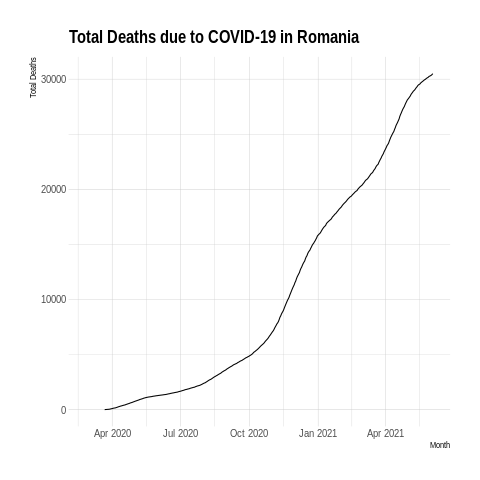 Total Deaths due to COVID-19 in Romania
Total Deaths
30000
20000
10000
0
Apr 2020 Jul 2020 Oct 2020 Jan 2021 Apr 2021
Month